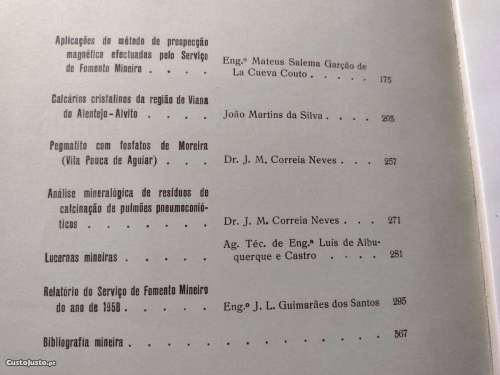 Aplicações do método de prospecção
magnética efectuadas pelo Serviço
de Fomento Mineiro . . . . Eng.º Mateus Salema Garção de
La Cueva Couto . . . . . 175
Calcários cristalinos da região de Viana
do Alentejo-Alvito . . . . João Martins da Silva . . . . 205
Pegmatito com fosfatos de Moreira
(Vila Pouca de Aguiar) . . . Dr. J. M. Correia Neves . . . 257
Análise mineralógica de resíduos de
calcinação de pulmões pneumoconió-
ticos . . . . . . . Dr. J. M. Correia Neves . . . 271
Lucernas mineiras . . . . . Ag. Téc. de Eng.ª Luís de Albu-
querque e Castro . . . . 281
Relatório do Serviço de Fomento Mineiro
do ano de 1958 . . . . . Eng.º J. L. Guimarães dos Santos 295
Bibliografia mineira . . . . . . . . . . . . 367
CustoJusto.pt